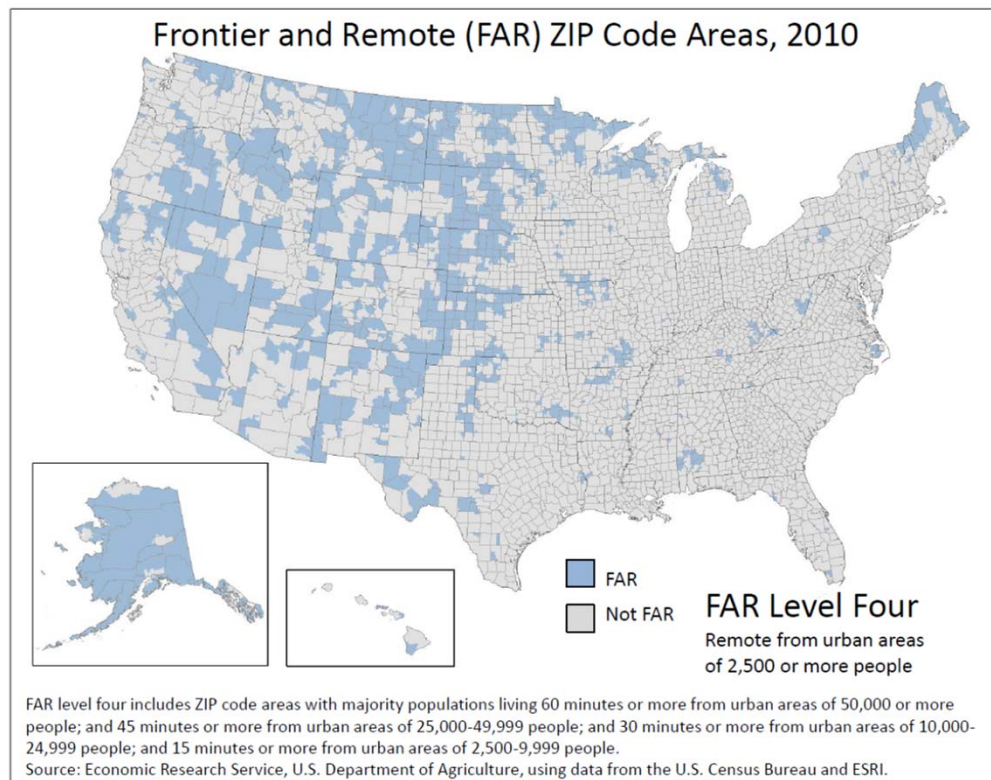 Frontier and Remote (FAR) ZIP Code Areas, 2010
FAR
Not FAR
FAR Level Four
Remote from urban areas
of 2,500 or more people
FAR level four includes ZIP code areas with majority populations living 60 minutes or more from urban areas of 50,000 or more
people; and 45 minutes or more from urban areas of 25,000-49,999 people; and 30 minutes or more from urban areas of 10,000-
24,999 people; and 15 minutes or more from urban areas of 2,500-9,999 people.
Source: Economic Research Service, U.S. Department of Agriculture, using data from the U.S. Census Bureau and ESRI.